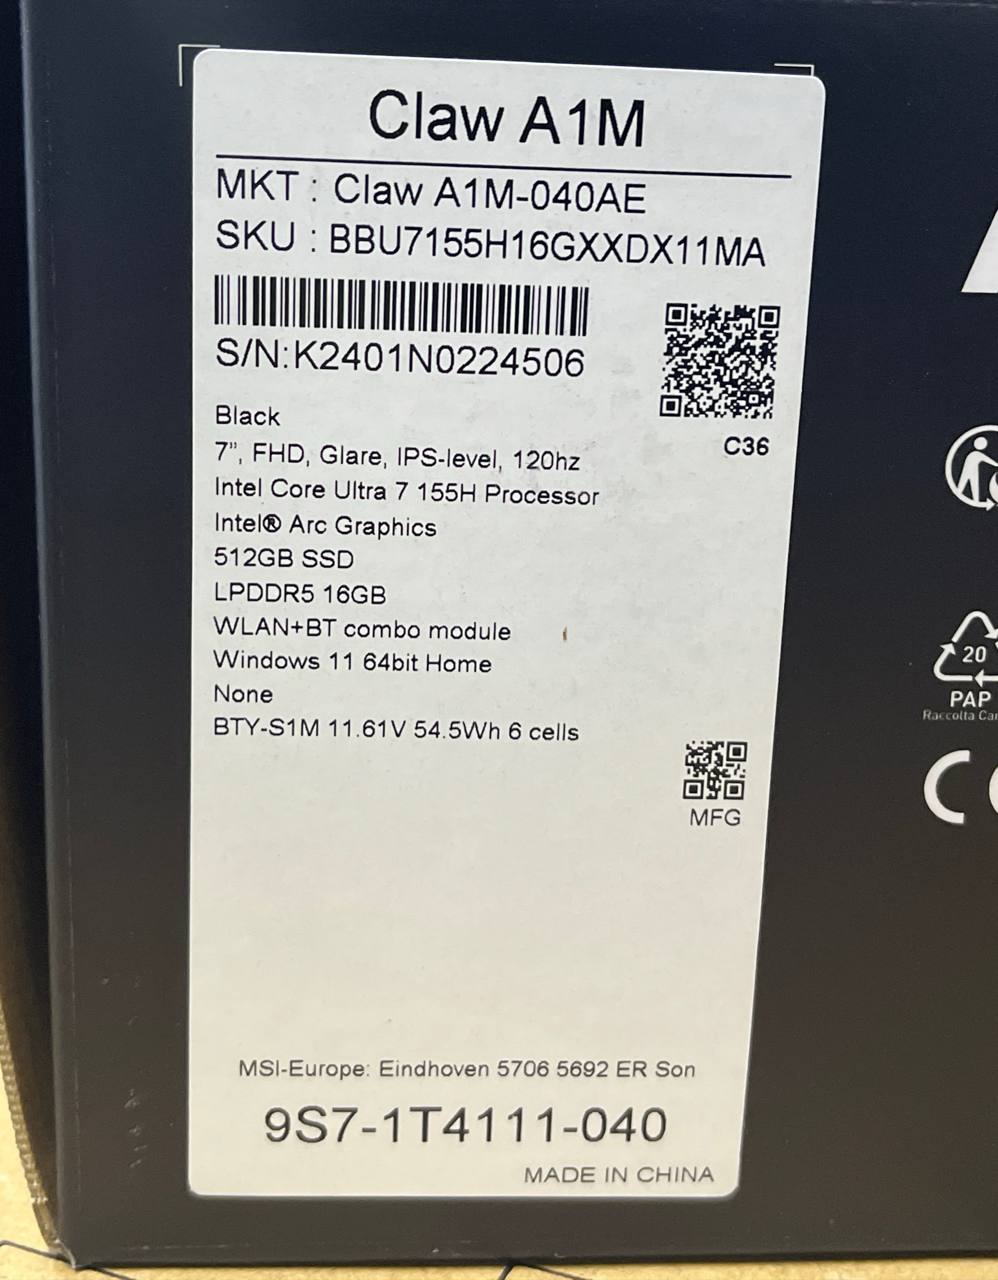 Claw A1M
MKT : Claw A1M-040AE
SKU : BBU7155H16GXXDX11MA
S/N:K2401N0224506
C36
Black
7”, FHD, Glare, IPS-level, 120hz
Intel Core Ultra 7 155H Processor
Intel® Arc Graphics
512GB SSD
LPDDR5 16GB
WLAN+BT combo module
Windows 11 64bit Home
None
BTY-S1M 11.61V 54.5Wh 6 cells
MFG
MSI-Europe: Eindhoven 5706 5692 ER Son
9S7-1T4111-040
MADE IN CHINA
20
PAP
Raccolta